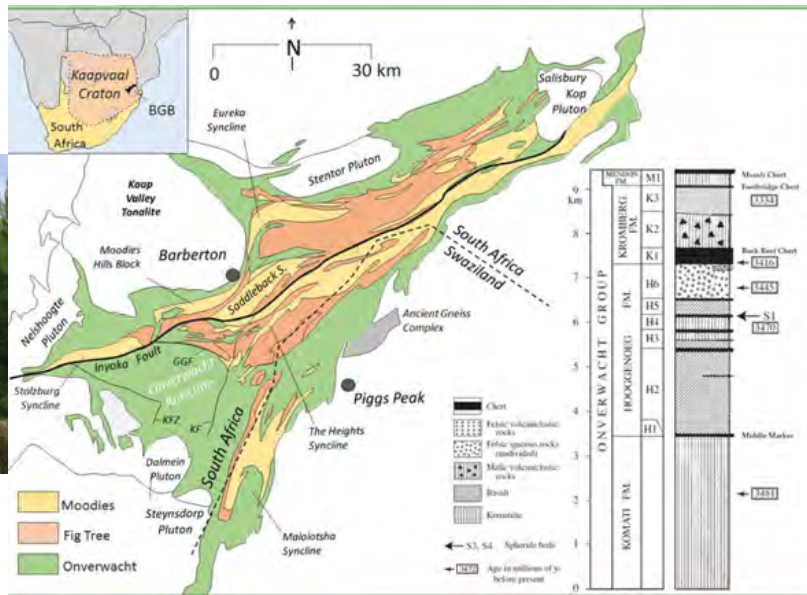 Kaapvaal
Craton
South
Africa
BGB
N
0
30 km
Salisbury
Kop
Pluton
Eureka
Syncline
Stentor Pluton
Kaap
Valley
Tonalite
Moodies
Hills Block
Barberton
Saddleback S.
South Africa
Swaziland
Nelshoogte
Pluton
Ancient Gneiss
Complex
Inyoka Fault
GGF
Onverwacht
Stolzburg
Syncline
KFZ
KF
Piggs Peak
The Heights
Syncline
South Africa
Dalmein
Pluton
Steynsdorp
Pluton
Malolotsha
Syncline
Moodies
Fig Tree
Onverwacht
Chert
Felsic volcaniclastic
rocks
Felsic igneous rocks
(undivided)
Mafic volcaniclastic
rocks
Basalt
Komatiite
S3, S4 Spherule beds
Age in millions of
before present
9
km
8
7
6
5
4
3
2
1
0
ONVERWACHT GROUP
MENDON
FM.
KROMBERG
FM.
HOOGGENOEG
FM.
KOMATI FM.
M1
K3
K2
K1
H6
H5
H4
H3
H2
H1
Footbridge Chert
3334
Buck Reef Chert
3416
3445
S1
3470
Middle Marker
3481